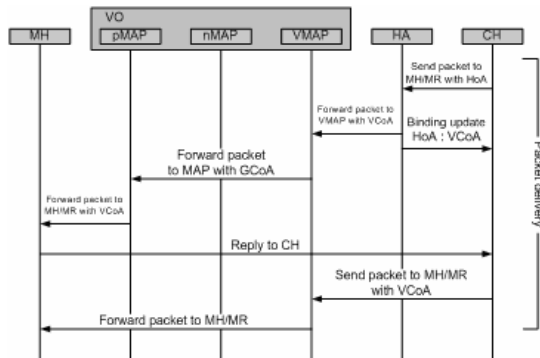 VO
MH
pMAP
nMAP
VMAP
HA
CH
Send packet to
MH/MR with HoA
Forward packet to
VMAP with VCoA
Binding update
HoA : VCoA
Forward packet
to MAP with GCoA
Forward packet to
MH/MR with VCoA
Reply to CH
Send packet to MH/MR
with VCoA
Forward packet to MH/MR
Packet delivery